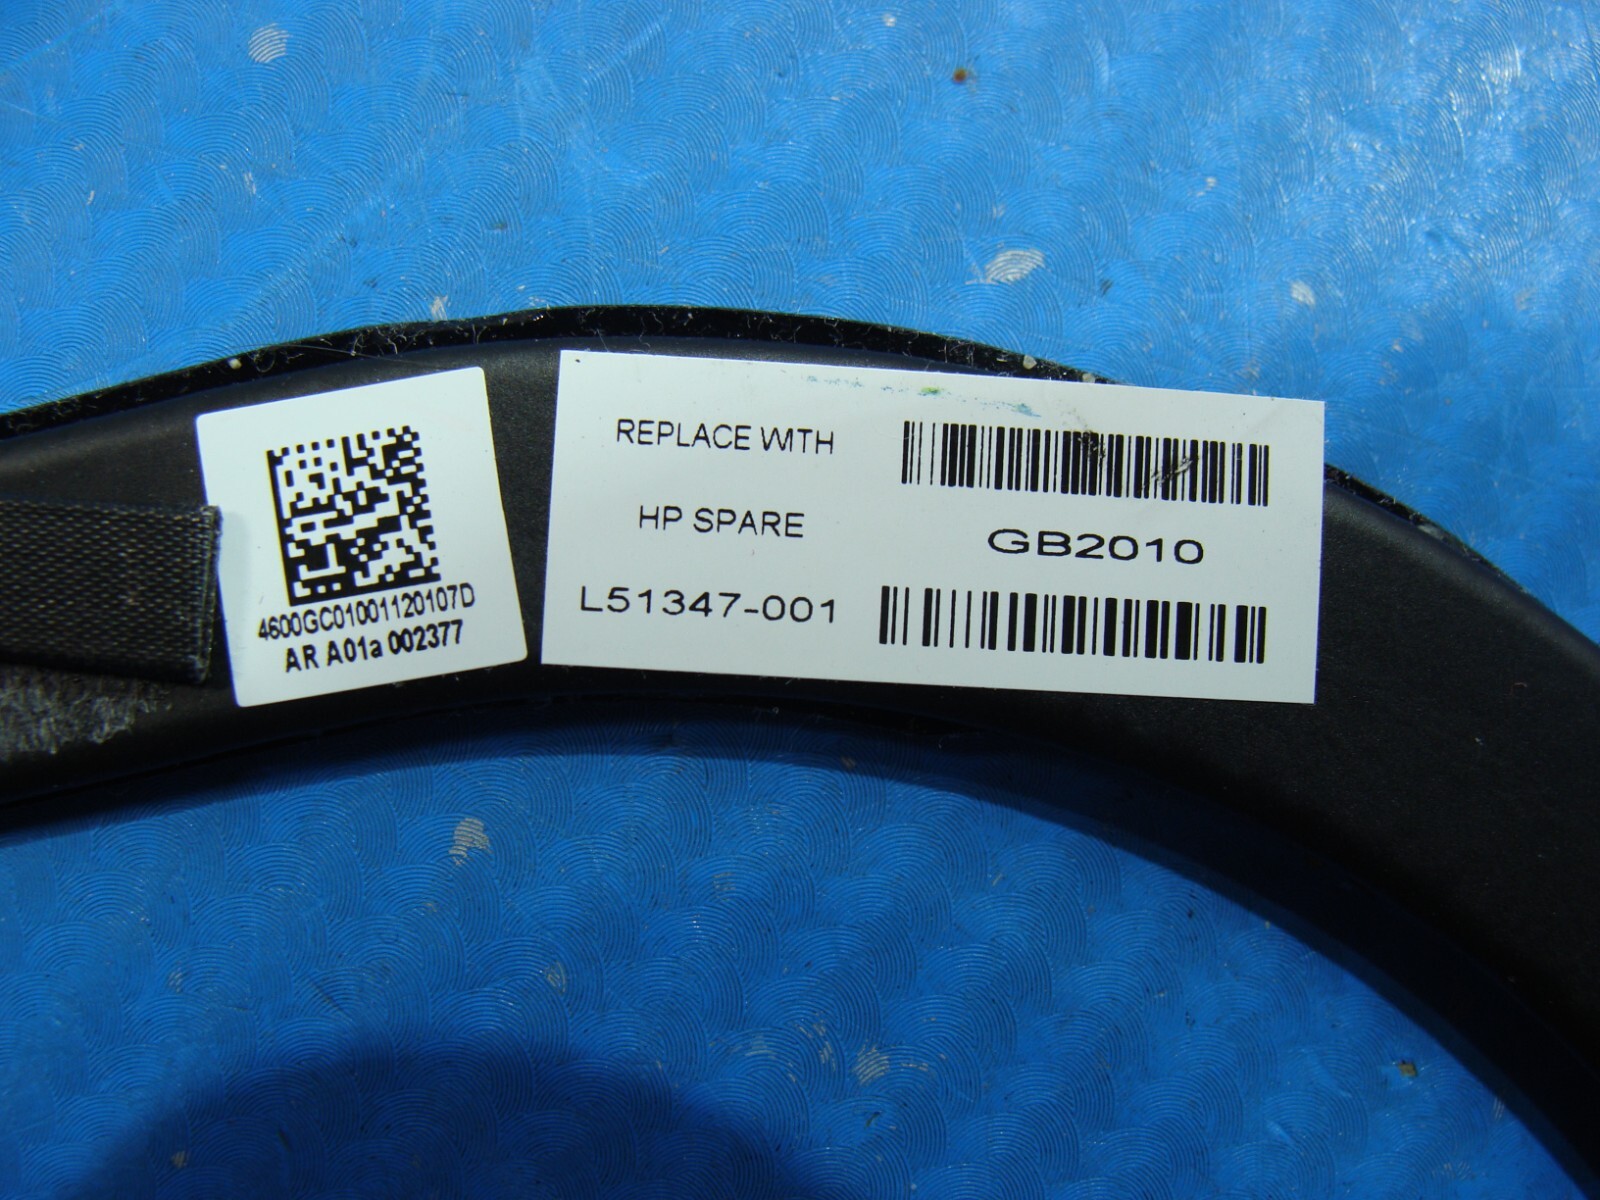 4600GC01001120107D
AR A01a 002377
REPLACE WITH
HP SPARE
L51347-001
GB2010